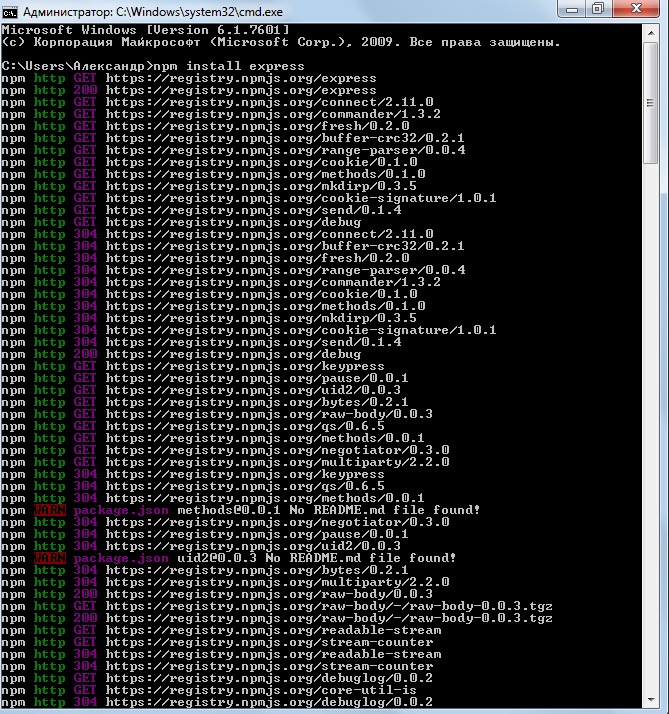 Администратор: C:\Windows\system32\cmd.exe
Microsoft Windows [Version 6.1.7601]
(c) Корпорация Майкрософт (Microsoft Corp.), 2009. Все права защищены.
C:\Users\Александр>npm install express
npm http GET https://registry.npmjs.org/express
npm http 200 https://registry.npmjs.org/express
npm http GET https://registry.npmjs.org/connect/2.11.0
npm http GET https://registry.npmjs.org/commander/1.3.2
npm http GET https://registry.npmjs.org/fresh/0.2.0
npm http GET https://registry.npmjs.org/buffer-crc32/0.2.1
npm http GET https://registry.npmjs.org/range-parser/0.0.4
npm http GET https://registry.npmjs.org/cookie/0.1.0
npm http GET https://registry.npmjs.org/methods/0.1.0
npm http GET https://registry.npmjs.org/mkdirp/0.3.5
npm http GET https://registry.npmjs.org/cookie-signature/1.0.1
npm http GET https://registry.npmjs.org/send/0.1.4
npm http GET https://registry.npmjs.org/debug
npm http 304 https://registry.npmjs.org/connect/2.11.0
npm http 304 https://registry.npmjs.org/buffer-crc32/0.2.1
npm http 304 https://registry.npmjs.org/fresh/0.2.0
npm http 304 https://registry.npmjs.org/range-parser/0.0.4
npm http 304 https://registry.npmjs.org/commander/1.3.2
npm http 304 https://registry.npmjs.org/cookie/0.1.0
npm http 304 https://registry.npmjs.org/methods/0.1.0
npm http 304 https://registry.npmjs.org/mkdirp/0.3.5
npm http 304 https://registry.npmjs.org/cookie-signature/1.0.1
npm http 304 https://registry.npmjs.org/send/0.1.4
npm http 200 https://registry.npmjs.org/debug
npm http GET https://registry.npmjs.org/keypress
npm http GET https://registry.npmjs.org/pause/0.0.1
npm http GET https://registry.npmjs.org/uid2/0.0.3
npm http GET https://registry.npmjs.org/bytes/0.2.1
npm http GET https://registry.npmjs.org/raw-body/0.0.3
npm http GET https://registry.npmjs.org/qs/0.6.5
npm http GET https://registry.npmjs.org/methods/0.0.1
npm http GET https://registry.npmjs.org/negotiator/0.3.0
npm http GET https://registry.npmjs.org/multiparty/2.2.0
npm http 304 https://registry.npmjs.org/keypress
npm http 304 https://registry.npmjs.org/qs/0.6.5
npm http 304 https://registry.npmjs.org/methods/0.0.1
npm WARN package.json methods@0.0.1 No README.md file found!
npm http 304 https://registry.npmjs.org/negotiator/0.3.0
npm http 304 https://registry.npmjs.org/pause/0.0.1
npm http 304 https://registry.npmjs.org/uid2/0.0.3
npm WARN package.json uid2@0.0.3 No README.md file found!
npm http 304 https://registry.npmjs.org/bytes/0.2.1
npm http 304 https://registry.npmjs.org/multiparty/2.2.0
npm http 200 https://registry.npmjs.org/raw-body/0.0.3
npm http GET https://registry.npmjs.org/raw-body/-/raw-body-0.0.3.tgz
npm http 200 https://registry.npmjs.org/raw-body/-/raw-body-0.0.3.tgz
npm http GET https://registry.npmjs.org/readable-stream
npm http GET https://registry.npmjs.org/stream-counter
npm http 304 https://registry.npmjs.org/readable-stream
npm http 304 https://registry.npmjs.org/stream-counter
npm http GET https://registry.npmjs.org/debuglog/0.0.2
npm http GET https://registry.npmjs.org/core-util-is
npm http 304 https://registry.npmjs.org/debuglog/0.0.2